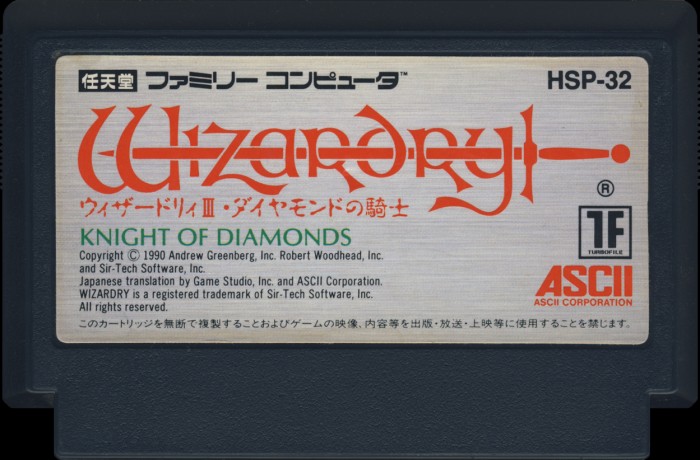 任天堂 ファミリー コンピュータ™ HSP-32
Wizardry
®
ウィザードリィⅢ・ダイヤモンドの騎士
KNIGHT OF DIAMONDS
Copyright Ⓒ 1990 Andrew Greenberg, Inc. Robert Woodhead, Inc.
and Sir-Tech Software, Inc.
Japanese translation by Game Studio, Inc. and ASCII Corporation.
WIZARDRY is a registered trademark of Sir-Tech Software, Inc.
All rights reserved.
TF
TURBOFILE
ASCII
ASCII CORPORATION
このカートリッジを無断で複製することおよびゲームの映像、内容等を出版・放送・上映等に使用することを禁じます。